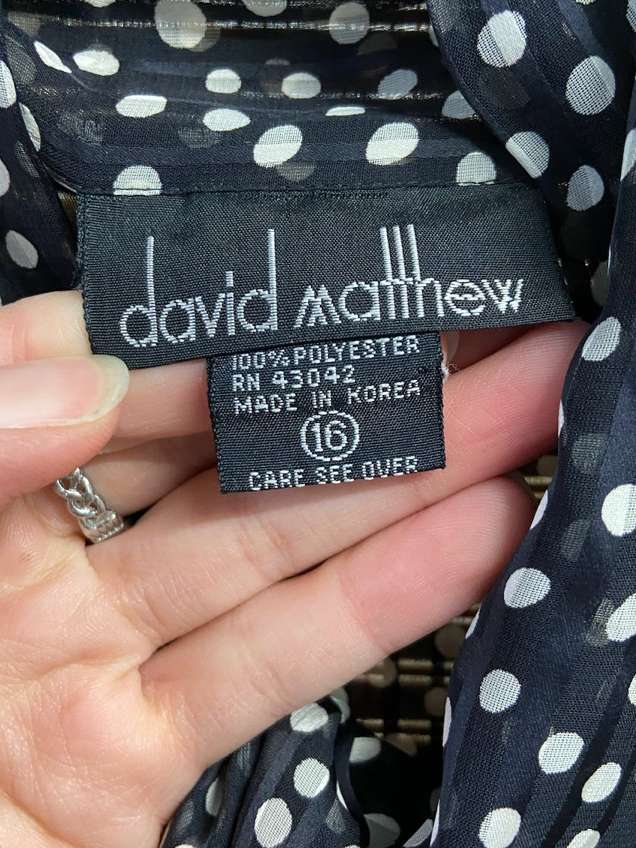 david matthew
100% POLYESTER
RN 43042
MADE IN KOREA
16
CARE SEE OVER